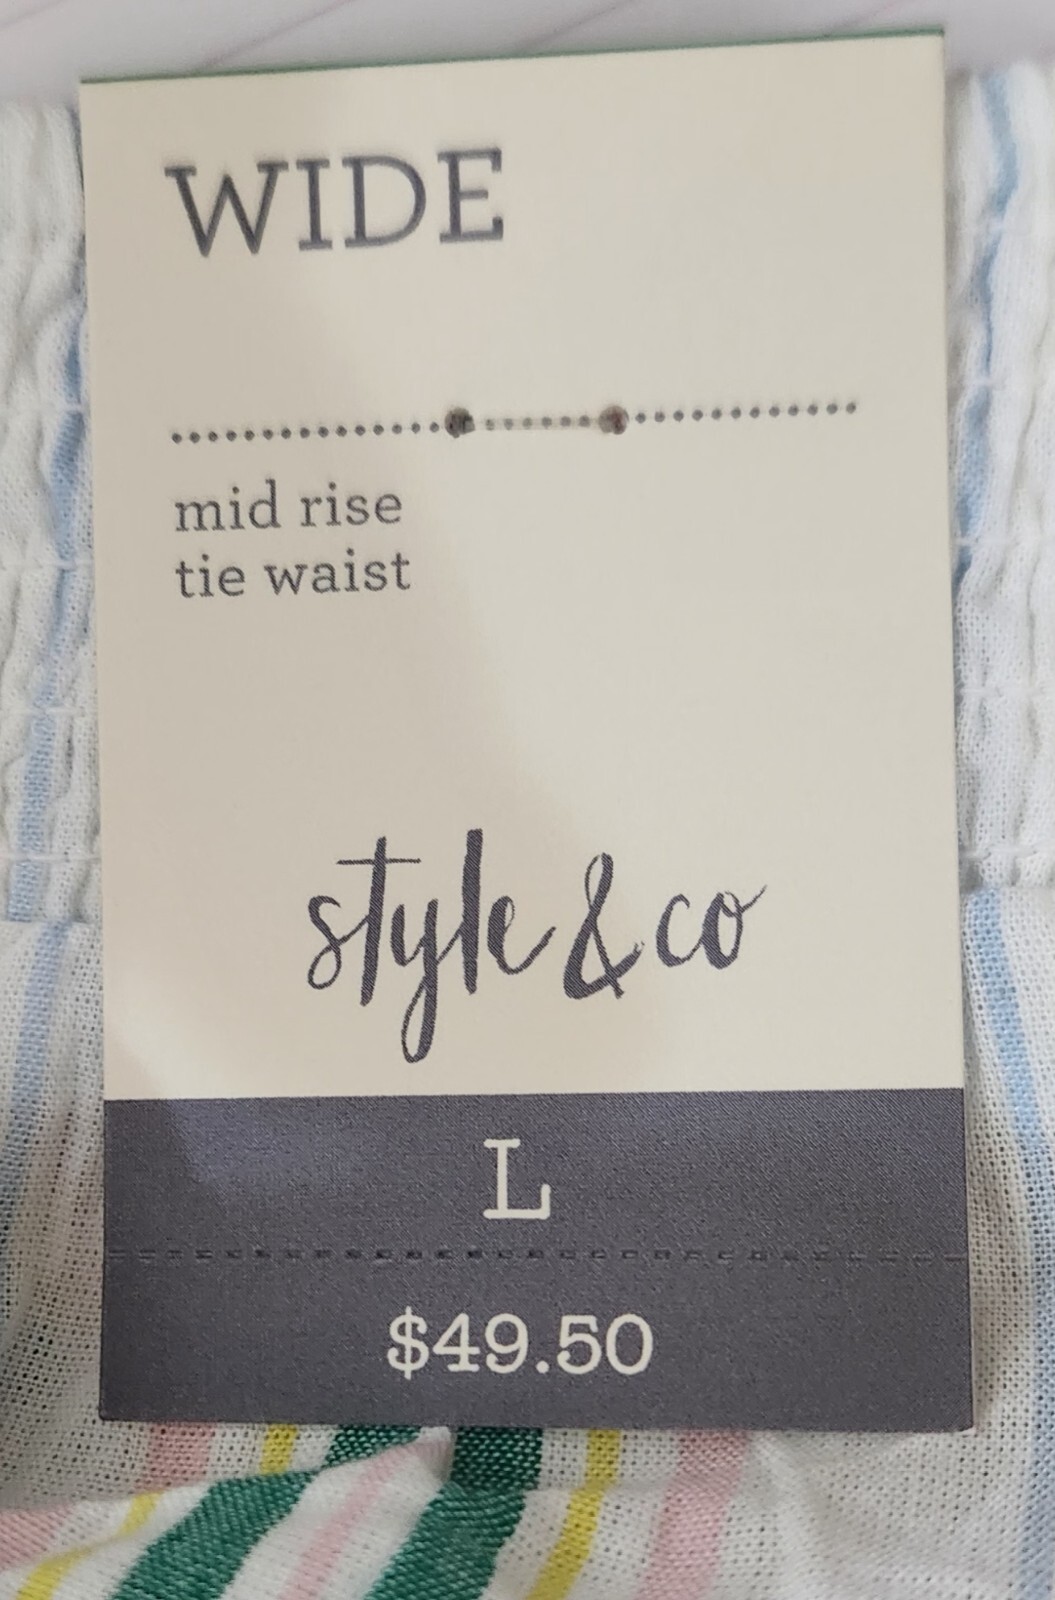 WIDE
mid rise
tie waist
style & co
L
$49.50